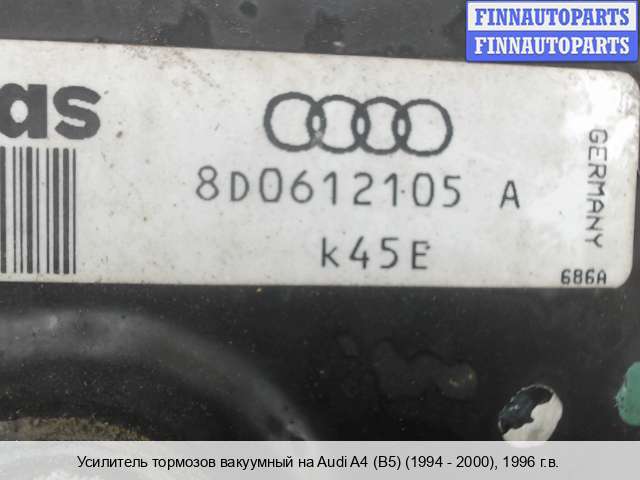 FINNAUTOPARTS
FINNAUTOPARTS
as
8D0612105 A
k45E
GERMANY
686A
Усилитель тормозов вакуумный на Audi A4 (B5) (1994 - 2000), 1996 г.в.